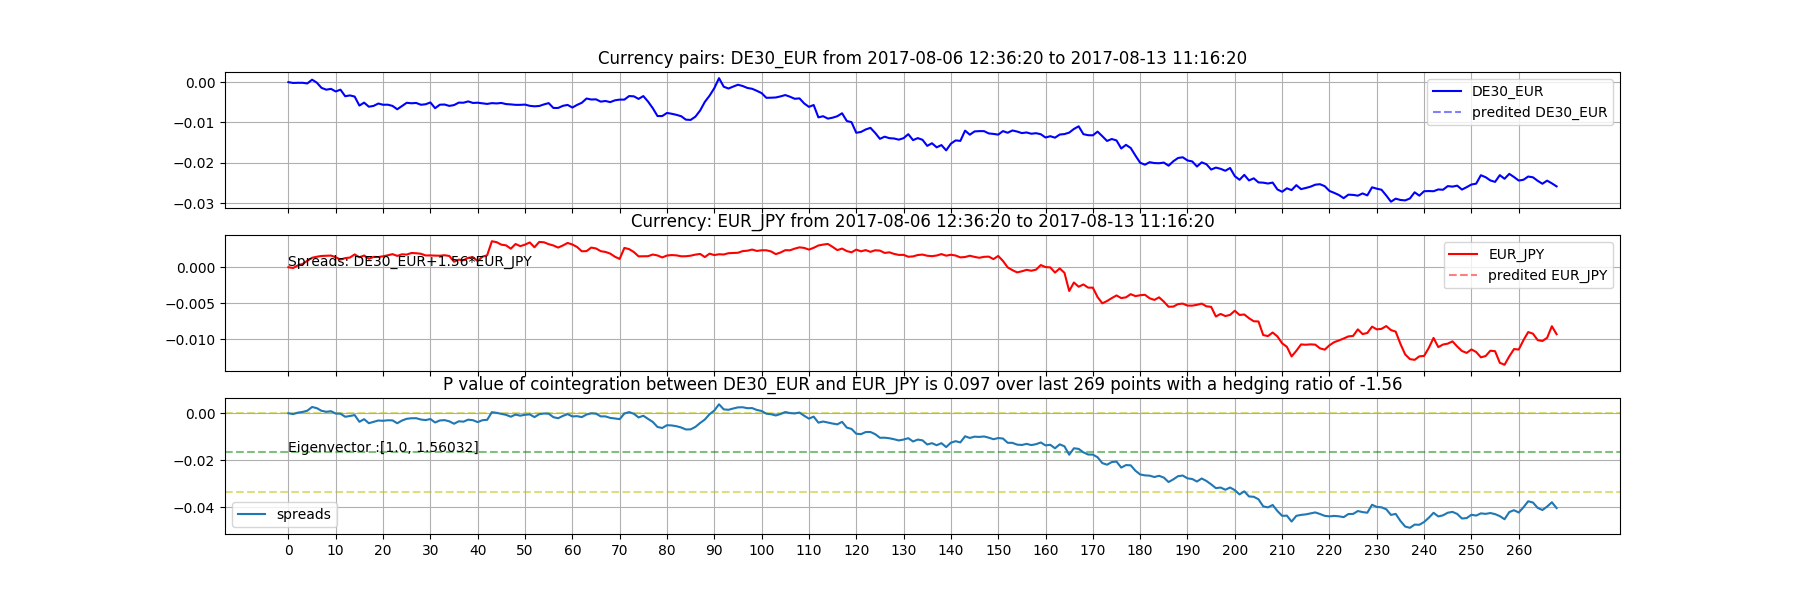 Currency pairs: DE30_EUR from 2017-08-06 12:36:20 to 2017-08-13 11:16:20
0.00
−0.01
−0.02
−0.03
DE30_EUR
predited DE30_EUR
Currency: EUR_JPY from 2017-08-06 12:36:20 to 2017-08-13 11:16:20
0.000
−0.005
−0.010
Spreads: DE30_EUR+1.56*EUR_JPY
EUR_JPY
predited EUR_JPY
P value of cointegration between DE30_EUR and EUR_JPY is 0.097 over last 269 points with a hedging ratio of -1.56
0.00
−0.02
−0.04
Eigenvector :[1.0, 1.56032]
spreads
0 10 20 30 40 50 60 70 80 90 100 110 120 130 140 150 160 170 180 190 200 210 220 230 240 250 260